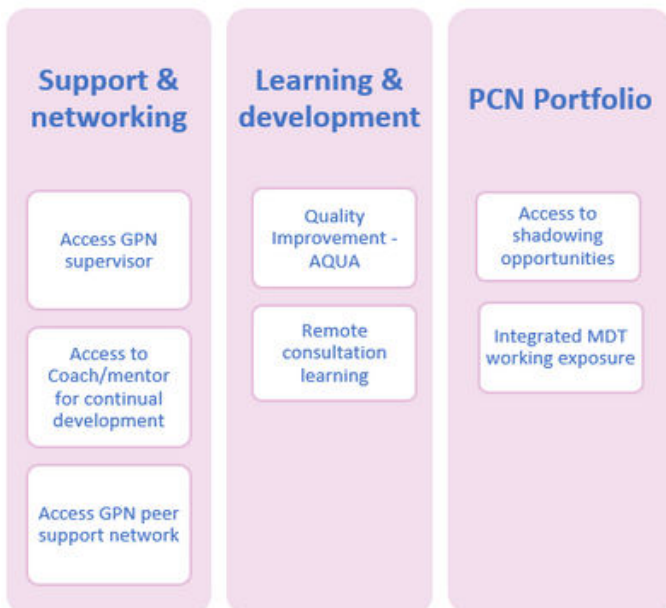 Support &
networking
Access GPN
supervisor
Access to
Coach/mentor
for continual
development
Access GPN peer
support network
Learning &
development
Quality
Improvement -
AQUA
Remote
consultation
learning
PCN Portfolio
Access to
shadowing
opportunities
Integrated MDT
working exposure